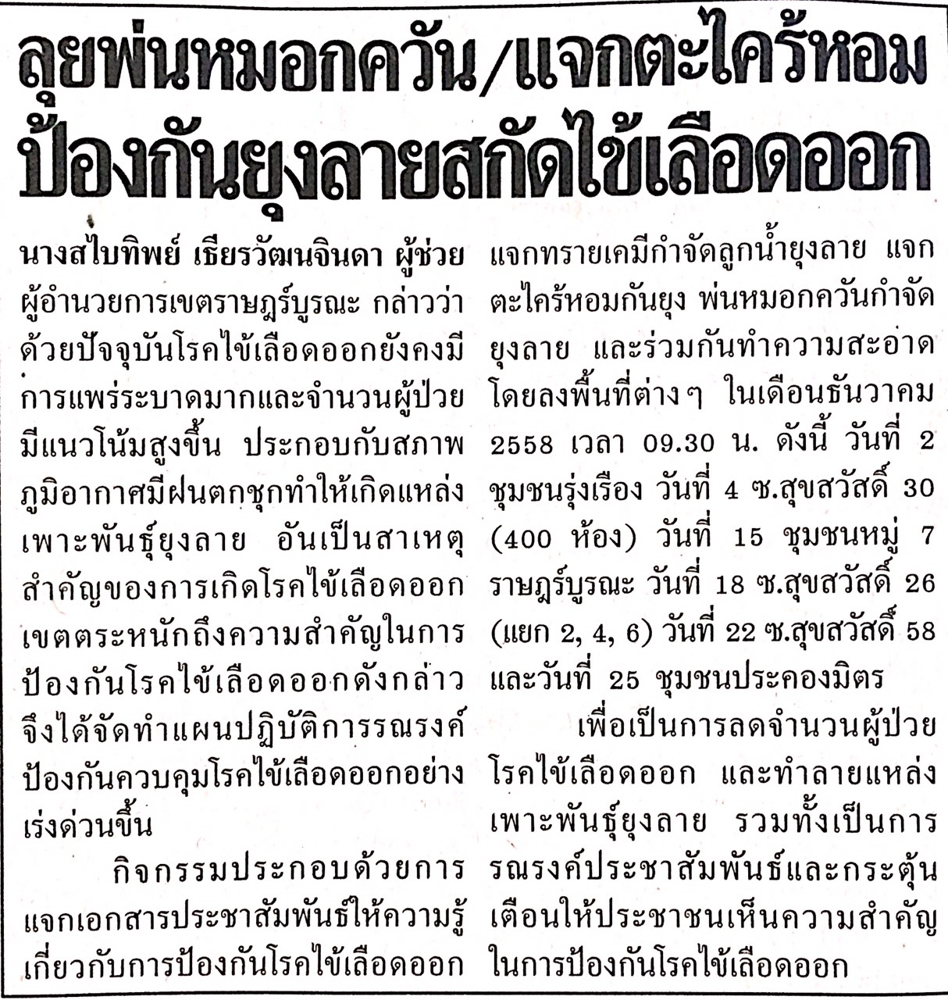 ลุยพ่นหมอกควัน/แจกตะไคร้หอม
ป้องกันยุงลายสกัดไข้เลือดออก
นางสไบทิพย์ เธียรวัฒนจินดา ผู้ช่วย
ผู้อำนวยการเขตราษฎร์บูรณะ กล่าวว่า
ด้วยปัจจุบันโรคไข้เลือดออกยังคงมี
การแพร่ระบาดมากและจำนวนผู้ป่วย
มีแนวโน้มสูงขึ้น ประกอบกับสภาพ
ภูมิอากาศมีฝนตกชุกทำให้เกิดแหล่ง
เพาะพันธุ์ยุงลาย อันเป็นสาเหตุ
สำคัญของการเกิดโรคไข้เลือดออก
เขตตระหนักถึงความสำคัญในการ
ป้องกันโรคไข้เลือดออกดังกล่าว
จึงได้จัดทำแผนปฏิบัติการรณรงค์
ป้องกันควบคุมโรคไข้เลือดออกอย่าง
เร่งด่วนขึ้น
กิจกรรมประกอบด้วยการ
แจกเอกสารประชาสัมพันธ์ให้ความรู้
เกี่ยวกับการป้องกันโรคไข้เลือดออก
แจกทรายเคมีกำจัดลูกน้ำยุงลาย แจก
ตะไคร้หอมกันยุง พ่นหมอกควันกำจัด
ยุงลาย และร่วมกันทำความสะอาด
โดยลงพื้นที่ต่างๆ ในเดือนธันวาคม
2558 เวลา 09.30 น. ดังนี้ วันที่ 2
ชุมชนรุ่งเรือง วันที่ 4 ซ.สุขสวัสดิ์ 30
(400 ห้อง) วันที่ 15 ชุมชนหมู่ 7
ราษฎร์บูรณะ วันที่ 18 ซ.สุขสวัสดิ์ 26
(แยก 2, 4, 6) วันที่ 22 ซ.สุขสวัสดิ์ 58
และวันที่ 25 ชุมชนประคองมิตร
เพื่อเป็นการลดจำนวนผู้ป่วย
โรคไข้เลือดออก และทำลายแหล่ง
เพาะพันธุ์ยุงลาย รวมทั้งเป็นการ
รณรงค์ประชาสัมพันธ์และกระตุ้น
เตือนให้ประชาชนเห็นความสำคัญ
ในการป้องกันโรคไข้เลือดออก